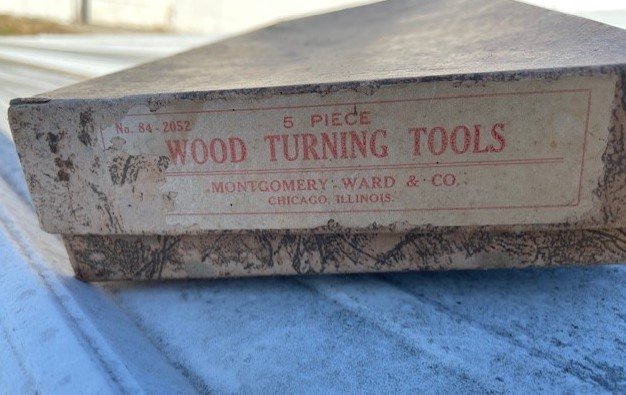 No. 84-2052
5 PIECE
WOOD TURNING TOOLS
MONTGOMERY WARD & CO.
CHICAGO, ILLINOIS.